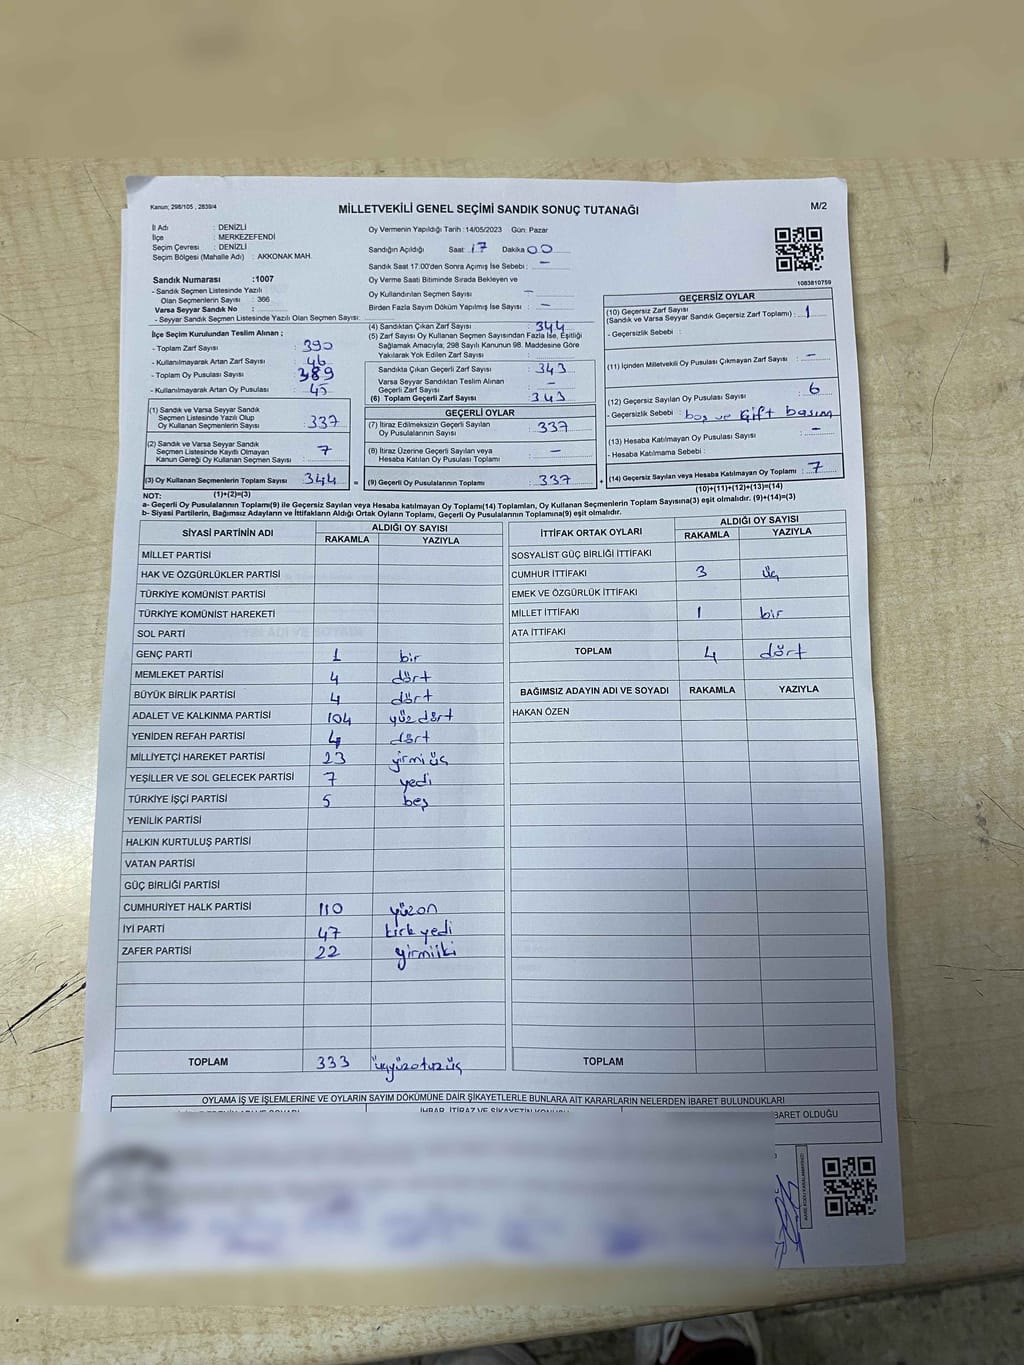 Kanun; 298/105 , 2839/4
MİLLETVEKİLİ GENEL SEÇİMİ SANDIK SONUÇ TUTANAĞI
M/2
İl Adı : DENİZLİ
İlçe : MERKEZEFENDİ
Seçim Çevresi : DENİZLİ
Seçim Bölgesi (Mahalle Adı) : AKKONAK MAH.
Sandık Numarası :1007
- Sandık Seçmen Listesinde Yazılı
Olan Seçmenlerin Sayısı : 366
Varsa Seyyar Sandık No :
- Seyyar Sandık Seçmen Listesinde Yazılı Olan Seçmen Sayısı:
İlçe Seçim Kurulundan Teslim Alınan ;
- Toplam Zarf Sayısı : 390
- Kullanılmayarak Artan Zarf Sayısı : 46
- Toplam Oy Pusulası Sayısı : 389
- Kullanılmayarak Artan Oy Pusulası : 45
(1) Sandık ve Varsa Seyyar Sandık
Seçmen Listesinde Yazılı Olup
Oy Kullanan Seçmen Sayısı : 337
(2) Sandık ve Varsa Seyyar Sandık
Seçmen Listesinde Kayıtlı Olmayan
Kanun Gereği Oy Kullanan Seçmen Sayısı : 7
(3) Oy Kullanan Seçmenlerin Toplam Sayısı : 344 =
(1)+(2)=(3)
Oy Vermenin Yapıldığı Tarih : 14/05/2023 Gün: Pazar
Sandığın Açıldığı Saat: 17 Dakika 00
Sandık Saat 17:00'den Sonra Açımış İse Sebebi : —
Oy Verme Saati Bitiminde Sırada Bekleyen ve
Oy Kullandırılan Seçmen Sayısı —
Birden Fazla Sayım Döküm Yapılmış İse Sayısı : —
(4) Sandıktan Çıkan Zarf Sayısı : 344
(5) Zarf Sayısı Oy Kullanan Seçmen Sayısından Fazla İse, Eşitliği
Sağlamak Amacıyla, 298 Sayılı Kanunun 98. Maddesine Göre
Yakılarak Yok Edilen Zarf Sayısı :
Sandıkta Çıkan Geçerli Zarf Sayısı : 343
Varsa Seyyar Sandıktan Teslim Alınan
Geçerli Zarf Sayısı : —
(6) Toplam Geçerli Zarf Sayısı : 343
GEÇERLİ OYLAR
(7) İtiraz Edilmeksizin Geçerli Sayılan
Oy Pusulalarının Sayısı : 337
(8) İtiraz Üzerine Geçerli Sayılan veya
Hesaba Katılan Oy Pusulası Toplamı : —
(9) Geçerli Oy Pusulalarının Toplamı : 337 +
1083810759
GEÇERSİZ OYLAR
(10) Geçersiz Zarf Sayısı
(Sandık ve Varsa Seyyar Sandık Geçersiz Zarf Toplamı) : 1
- Geçersizlik Sebebi :
(11) İçinden Milletvekili Oy Pusulası Çıkmayan Zarf Sayısı : —
(12) Geçersiz Sayılan Oy Pusulası Sayısı : 6
- Geçersizlik Sebebi : boş ve çift basım
(13) Hesaba Katılmayan Oy Pusulası Sayısı : —
- Hesaba Katılmama Sebebi :
(14) Geçersiz Sayılan veya Hesaba Katılmayan Oy Toplamı : 7
(10)+(11)+(12)+(13)=(14)
NOT:
a- Geçerli Oy Pusulalarının Toplamı(9) ile Geçersiz Sayılan veya Hesaba katılmayan Oy Toplamı(14) Toplamları, Oy Kullanan Seçmenlerin Toplam Sayısına(3) eşit olmalıdır. (9)+(14)=(3)
b- Siyasi Partilerin, Bağımsız Adayların ve İttifakların Aldığı Ortak Oyların Toplamı, Geçerli Oy Pusulalarının Toplamına(9) eşit olmalıdır.
SİYASİ PARTİNİN ADI ALDIĞI OY SAYISI
RAKAMLA YAZIYLA
MİLLET PARTİSİ
HAK VE ÖZGÜRLÜKLER PARTİSİ
TÜRKİYE KOMÜNİST PARTİSİ
TÜRKİYE KOMÜNİST HAREKETİ
SOL PARTİ
GENÇ PARTİ 1 bir
MEMLEKET PARTİSİ 4 dört
BÜYÜK BİRLİK PARTİSİ 4 dört
ADALET VE KALKINMA PARTİSİ 104 yüz dört
YENİDEN REFAH PARTİSİ 4 dört
MİLLİYETÇİ HAREKET PARTİSİ 23 yirmi üç
YEŞİLLER VE SOL GELECEK PARTİSİ 7 yedi
TÜRKİYE İŞÇİ PARTİSİ 5 beş
YENİLİK PARTİSİ
HALKIN KURTULUŞ PARTİSİ
VATAN PARTİSİ
GÜÇ BİRLİĞİ PARTİSİ
CUMHURİYET HALK PARTİSİ 110 yüzon
İYİ PARTİ 47 kırk yedi
ZAFER PARTİSİ 22 yirmiiki
TOPLAM 333 üçyüzotuzüç
İTTİFAK ORTAK OYLARI ALDIĞI OY SAYISI
RAKAMLA YAZIYLA
SOSYALİST GÜÇ BİRLİĞİ İTTİFAKI
CUMHUR İTTİFAKI 3 üç
EMEK VE ÖZGÜRLÜK İTTİFAKI
MİLLET İTTİFAKI 1 bir
ATA İTTİFAKI
TOPLAM 4 dört
BAĞIMSIZ ADAYIN ADI VE SOYADI RAKAMLA YAZIYLA
HAKAN ÖZEN
TOPLAM
OYLAMA İŞ VE İŞLEMLERİNE VE OYLARIN SAYIM DÖKÜMÜNE DAİR ŞİKAYETLERLE BUNLARA AİT KARARLARIN NELERDEN İBARET BULUNDUKLARI
İHBAR, İTİRAZ VE ŞİKAYETİN KONUSU
İBARET OLDUĞU